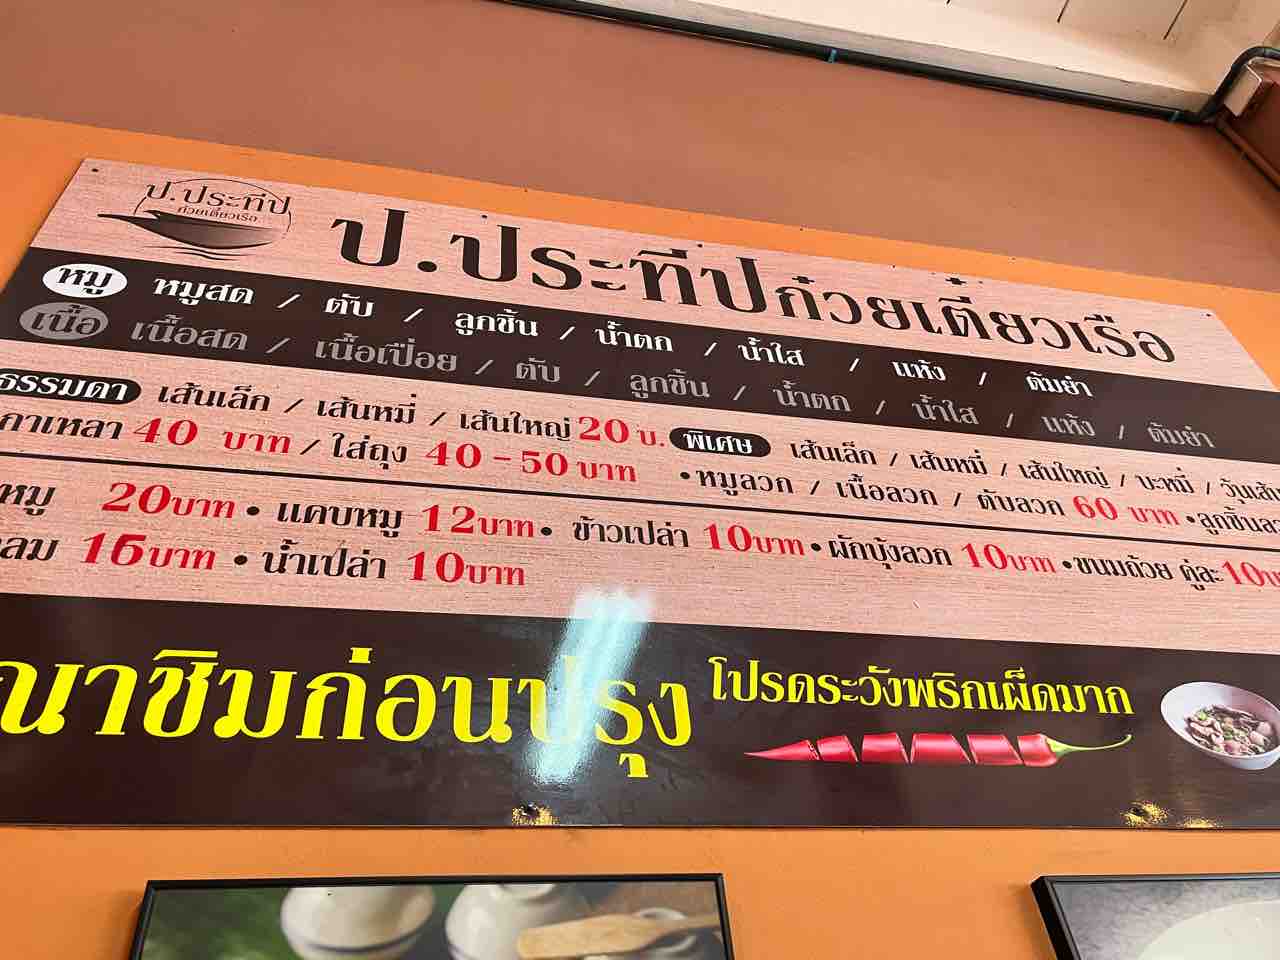 ป.ประทีป
ก๋วยเตี๋ยวเรือ
ป.ประทีปก๋วยเตี๋ยวเรือ
หมู หมูสด / ตับ / ลูกชิ้น / น้ำตก / น้ำใส / แห้ง / ต้มยำ
เนื้อ เนื้อสด / เนื้อเปื่อย / ตับ / ลูกชิ้น / น้ำตก / น้ำใส / แห้ง / ต้มยำ
ธรรมดา เส้นเล็ก / เส้นหมี่ / เส้นใหญ่ 20 บ. พิเศษ เส้นเล็ก / เส้นหมี่ / เส้นใหญ่ / บะหมี่ / วุ้นเส้น
กาเหลา 40 บาท / ใส่ถุง 40 - 50 บาท • หมูลวก / เนื้อลวก / ตับลวก 60 บาท • ลูกชิ้นล
หมู 20บาท • แคบหมู 12บาท • ข้าวเปล่า 10บาท • ผักบุ้งลวก 10บาท • ขนมถ้วย คู่ละ 10
ลม 15บาท • น้ำเปล่า 10บาท
ณาชิมก่อนปรุง โปรดระวังพริกเผ็ดมาก